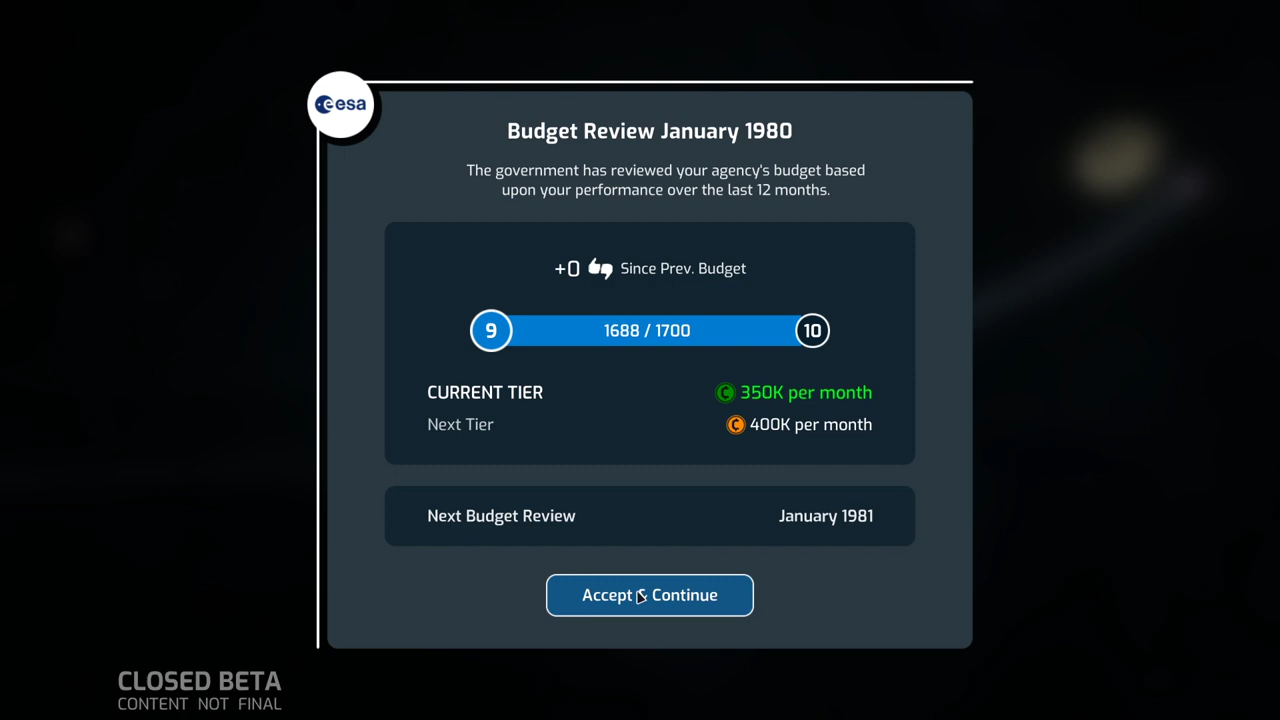 esa
Budget Review January 1980
The government has reviewed your agency's budget based
upon your performance over the last 12 months.
+0 Since Prev. Budget
9 1688 / 1700 10
CURRENT TIER C 350K per month
Next Tier C 400K per month
Next Budget Review January 1981
Accept & Continue
CLOSED BETA
CONTENT NOT FINAL